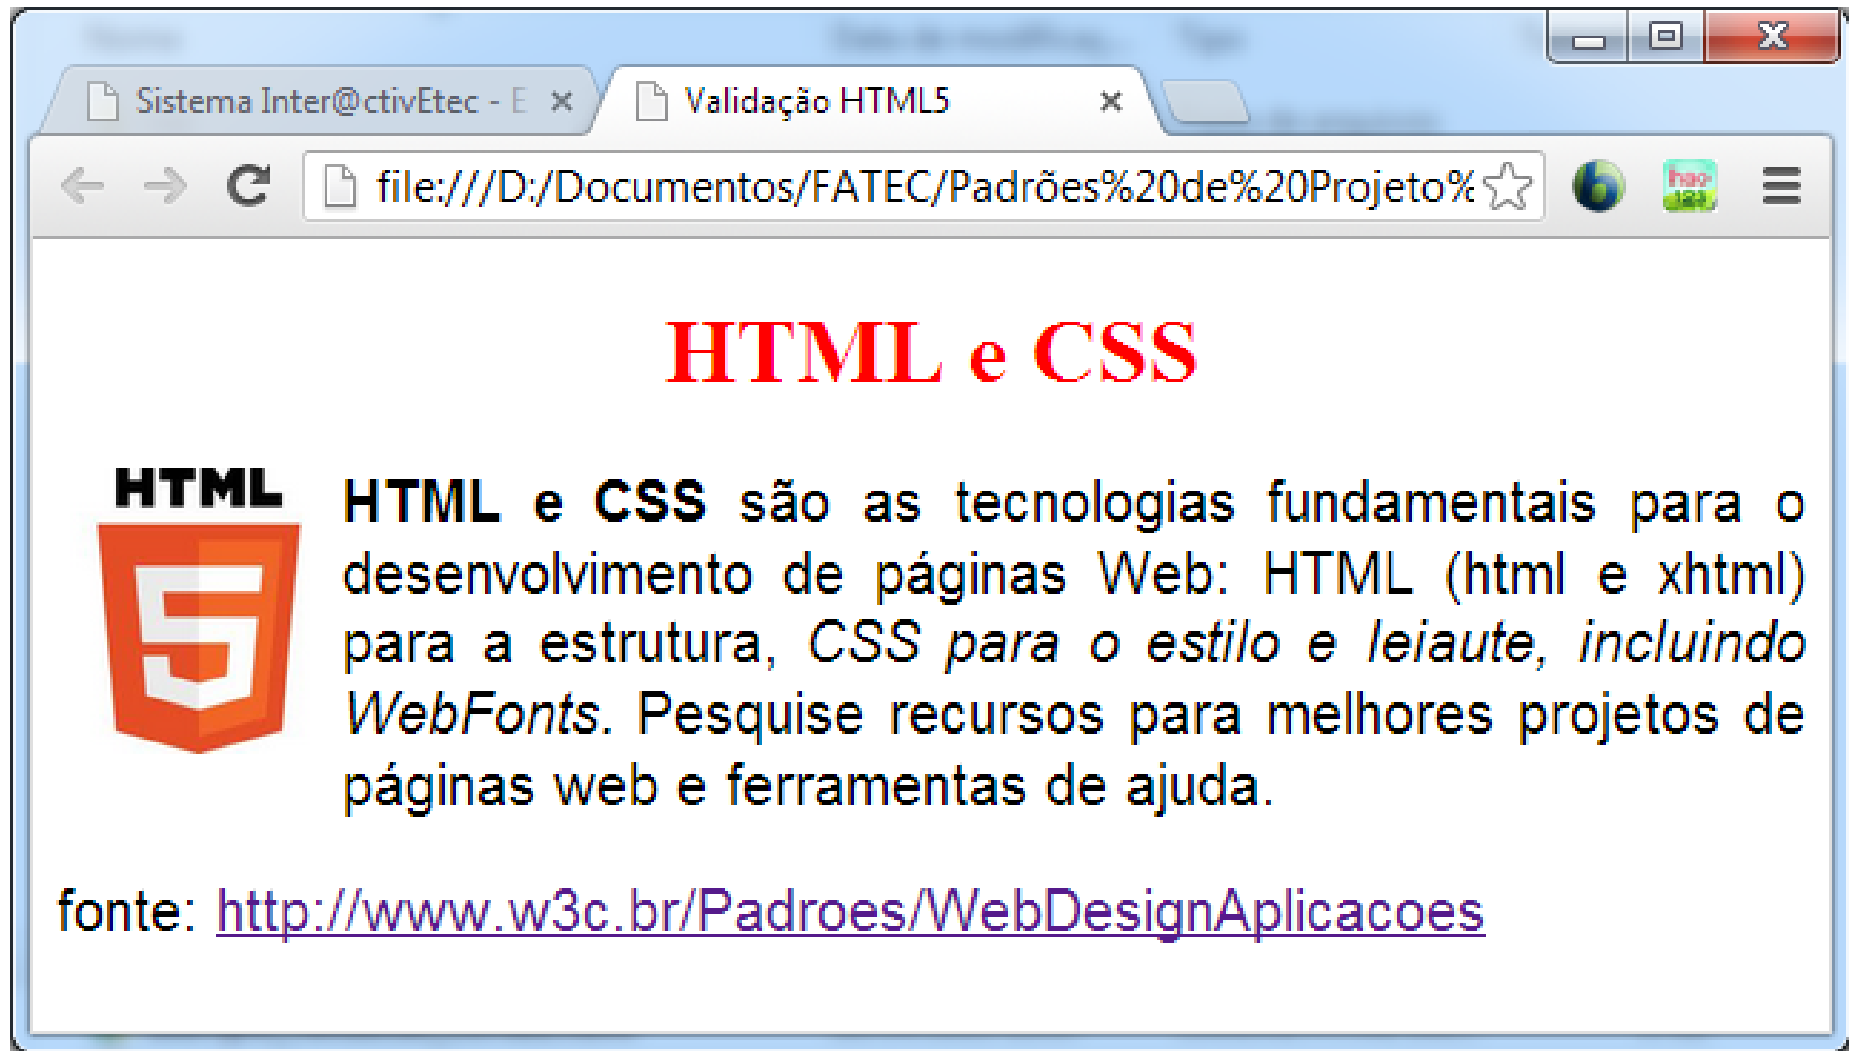 Sistema Inter@ctivEtec - E
Validação HTML5
file:///D:/Documentos/FATEC/Padrões%20de%20Projeto%
hao
123
HTML e CSS
HTML
5
HTML e CSS são as tecnologias fundamentais para o
desenvolvimento de páginas Web: HTML (html e xhtml)
para a estrutura, CSS para o estilo e leiaute, incluindo
WebFonts. Pesquise recursos para melhores projetos de
páginas web e ferramentas de ajuda.
fonte: http://www.w3c.br/Padroes/WebDesignAplicacoes